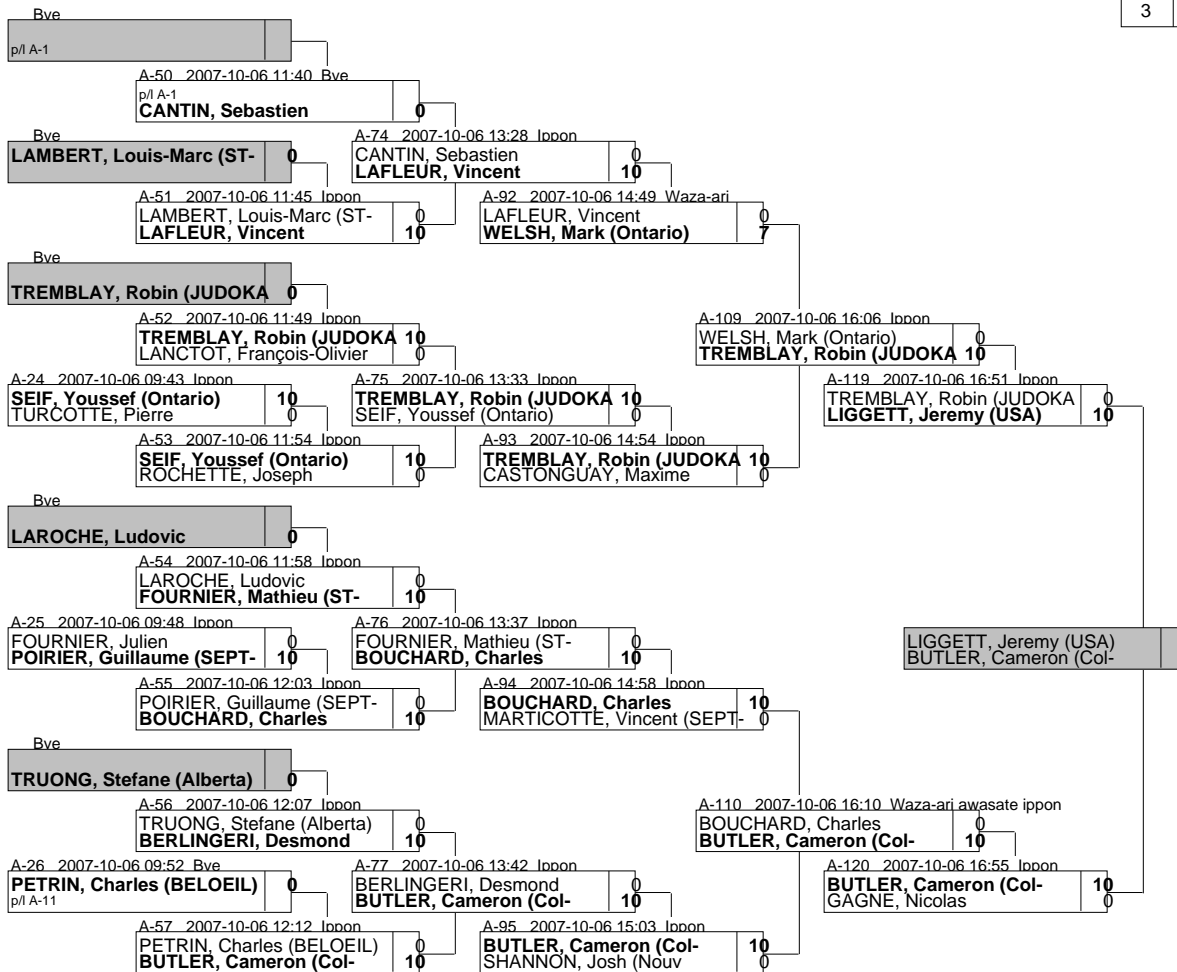 Bye
3
p/l A-1
A-50 2007-10-06 11:40 Bye
p/l A-1
CANTIN, Sebastien 0
Bye
LAMBERT, Louis-Marc (ST- 0
A-74 2007-10-06 13:28 Ippon
CANTIN, Sebastien 0
LAFLEUR, Vincent 10
A-51 2007-10-06 11:45 Ippon
LAMBERT, Louis-Marc (ST- 0
LAFLEUR, Vincent 10
A-92 2007-10-06 14:49 Waza-ari
LAFLEUR, Vincent 0
WELSH, Mark (Ontario) 7
Bye
TREMBLAY, Robin (JUDOKA 0
A-52 2007-10-06 11:49 Ippon
TREMBLAY, Robin (JUDOKA 10
LANCTOT, François-Olivier 0
A-109 2007-10-06 16:06 Ippon
WELSH, Mark (Ontario) 0
TREMBLAY, Robin (JUDOKA 10
A-24 2007-10-06 09:43 Ippon
SEIF, Youssef (Ontario) 10
TURCOTTE, Pierre 0
A-75 2007-10-06 13:33 Ippon
TREMBLAY, Robin (JUDOKA 10
SEIF, Youssef (Ontario) 0
A-119 2007-10-06 16:51 Ippon
TREMBLAY, Robin (JUDOKA 0
LIGGETT, Jeremy (USA) 10
A-53 2007-10-06 11:54 Ippon
SEIF, Youssef (Ontario) 10
ROCHETTE, Joseph 0
A-93 2007-10-06 14:54 Ippon
TREMBLAY, Robin (JUDOKA 10
CASTONGUAY, Maxime 0
Bye
LAROCHE, Ludovic 0
A-54 2007-10-06 11:58 Ippon
LAROCHE, Ludovic 0
FOURNIER, Mathieu (ST- 10
A-25 2007-10-06 09:48 Ippon
FOURNIER, Julien 0
POIRIER, Guillaume (SEPT- 10
A-76 2007-10-06 13:37 Ippon
FOURNIER, Mathieu (ST- 0
BOUCHARD, Charles 10
LIGGETT, Jeremy (USA)
BUTLER, Cameron (Col-
A-55 2007-10-06 12:03 Ippon
POIRIER, Guillaume (SEPT- 0
BOUCHARD, Charles 10
A-94 2007-10-06 14:58 Ippon
BOUCHARD, Charles 10
MARTICOTTE, Vincent (SEPT- 0
Bye
TRUONG, Stefane (Alberta) 0
A-56 2007-10-06 12:07 Ippon
TRUONG, Stefane (Alberta) 0
BERLINGERI, Desmond 10
A-110 2007-10-06 16:10 Waza-ari awasate ippon
BOUCHARD, Charles 0
BUTLER, Cameron (Col- 10
A-26 2007-10-06 09:52 Bye
PETRIN, Charles (BELOEIL) 0
p/l A-11
A-77 2007-10-06 13:42 Ippon
BERLINGERI, Desmond 0
BUTLER, Cameron (Col- 10
A-120 2007-10-06 16:55 Ippon
BUTLER, Cameron (Col- 10
GAGNE, Nicolas 0
A-57 2007-10-06 12:12 Ippon
PETRIN, Charles (BELOEIL) 0
BUTLER, Cameron (Col- 10
A-95 2007-10-06 15:03 Ippon
BUTLER, Cameron (Col- 10
SHANNON, Josh (Nouv 0